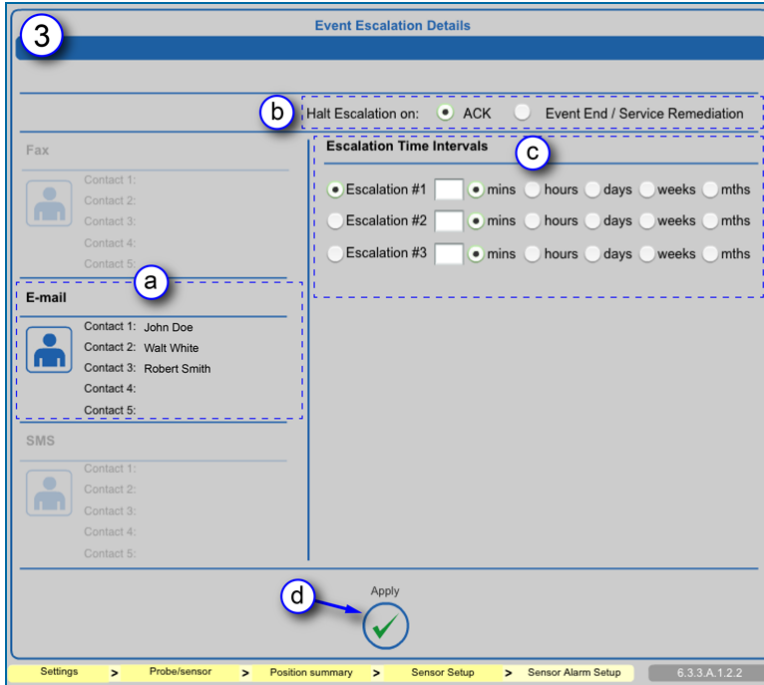 3
Event Escalation Details
b
Halt Escalation on: ACK Event End / Service Remediation
Fax
Contact 1:
Contact 2:
Contact 3:
Contact 4:
Contact 5:
Escalation Time Intervals
c
Escalation #1 mins hours days weeks mths
Escalation #2 mins hours days weeks mths
Escalation #3 mins hours days weeks mths
a
E-mail
Contact 1: John Doe
Contact 2: Walt White
Contact 3: Robert Smith
Contact 4:
Contact 5:
SMS
Contact 1:
Contact 2:
Contact 3:
Contact 4:
Contact 5:
d
Apply
Settings > Probe/sensor > Position summary > Sensor Setup > Sensor Alarm Setup 6.3.3.A.1.2.2